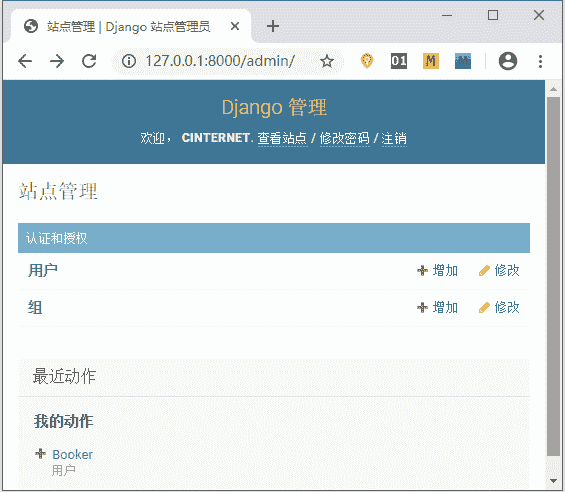 站点管理 | Django 站点管理员
127.0.0.1:8000/admin/
01
M
Django 管理
欢迎， CINTERNET. 查看站点 / 修改密码 / 注销
站点管理
认证和授权
用户 增加 修改
组 增加 修改
最近动作
我的动作
Booker
用户